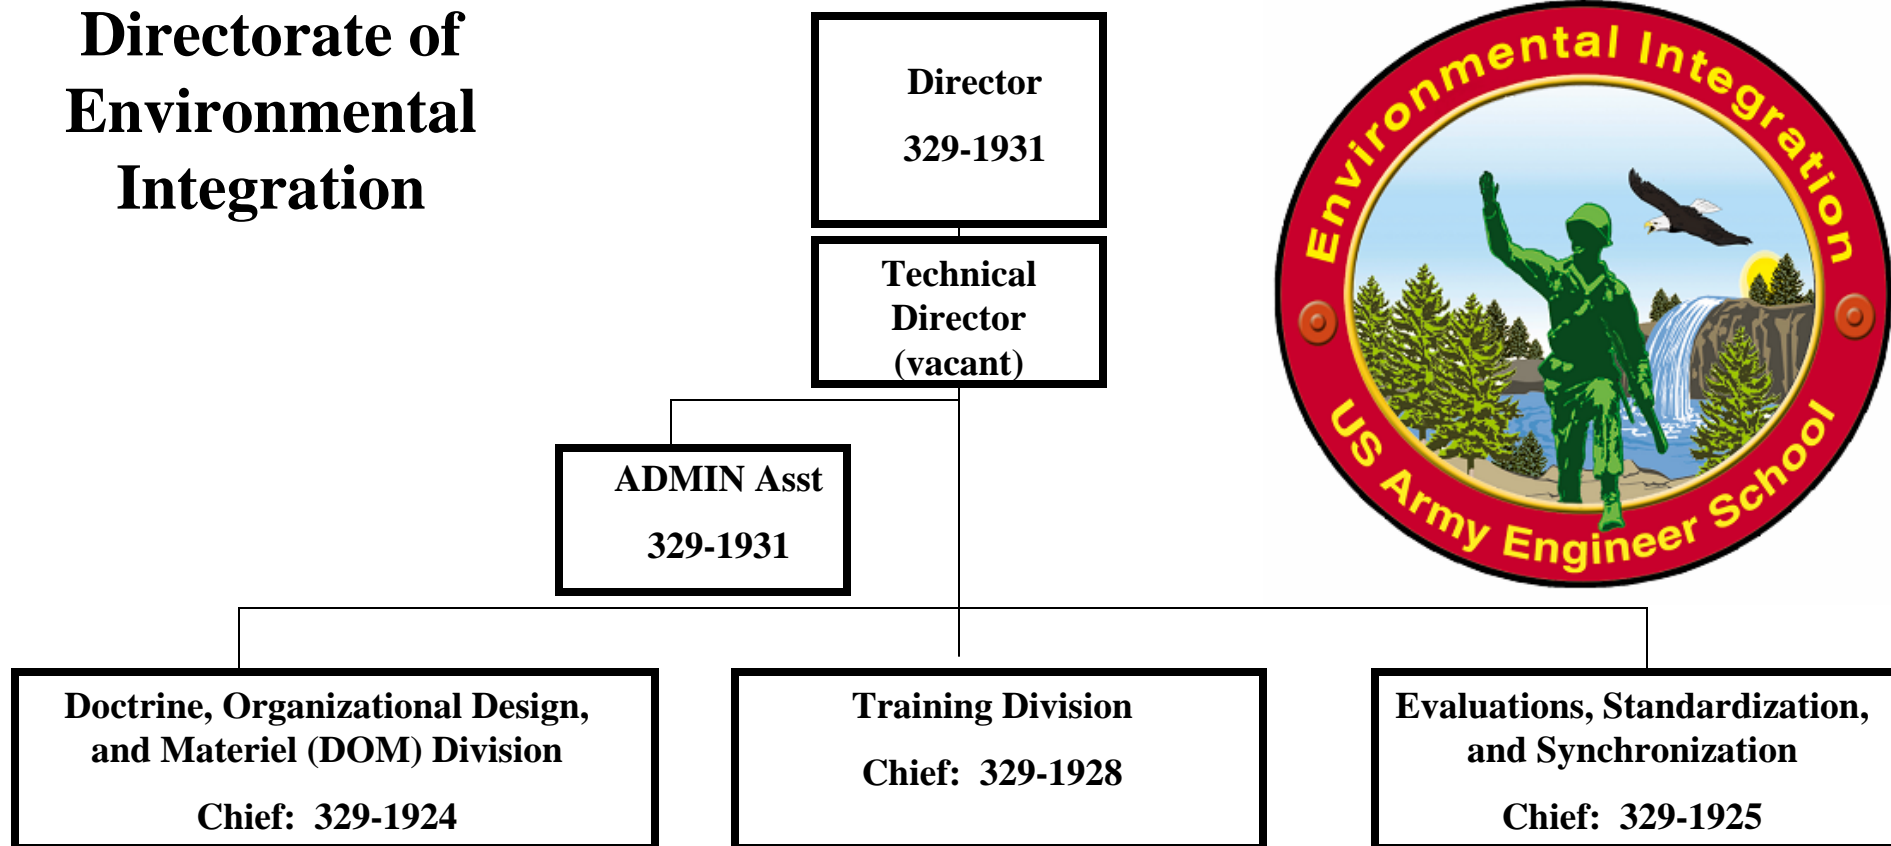 Directorate of
Environmental
Integration
Director
329-1931
Technical
Director
(vacant)
ADMIN Asst
329-1931
Doctrine, Organizational Design,
and Materiel (DOM) Division
Chief: 329-1924
Training Division
Chief: 329-1928
Evaluations, Standardization,
and Synchronization
Chief: 329-1925
Environmental Integration
US Army Engineer School